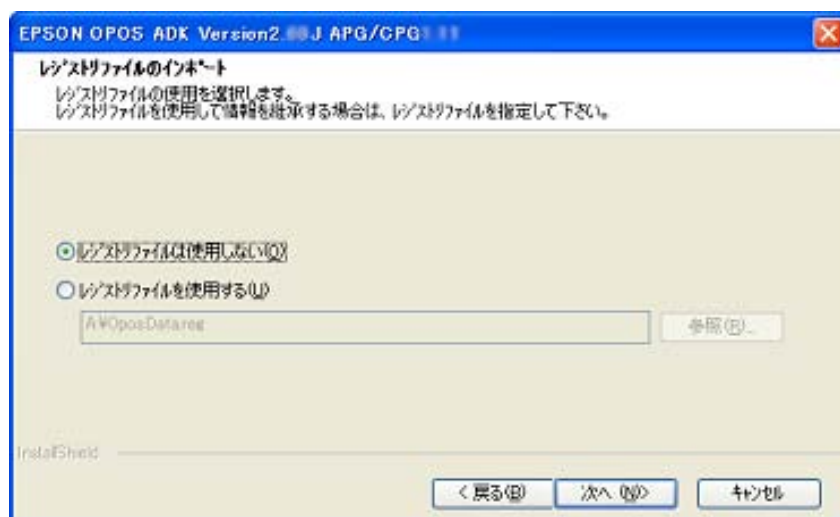 EPSON OPOS ADK Version2. J APG/CPG
レジストリファイルのインポート
レジストリファイルの使用を選択します。
レジストリファイルを使用して情報を継承する場合は、レジストリファイルを指定して下さい。
レジストリファイルは使用しない(O)
レジストリファイルを使用する(U)
A:¥OposData.reg
参照(R)...
InstallShield
< 戻る(B)
次へ (N)>
キャンセル